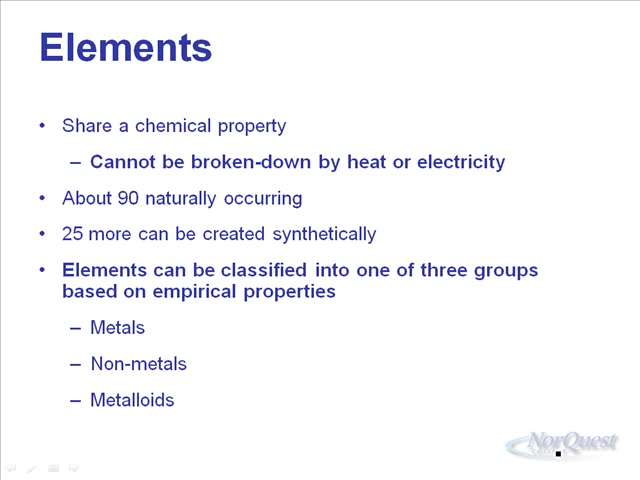 Elements
• Share a chemical property
– Cannot be broken-down by heat or electricity
• About 90 naturally occurring
• 25 more can be created synthetically
• Elements can be classified into one of three groups
based on empirical properties
– Metals
– Non-metals
– Metalloids
NorQuest